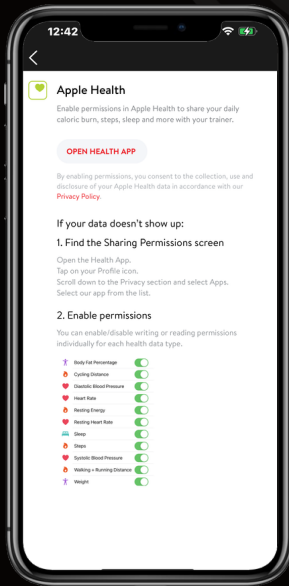 12:42
Apple Health
Enable permissions in Apple Health to share your daily
caloric burn, steps, sleep and more with your trainer.
OPEN HEALTH APP
By enabling permissions, you consent to the collection, use and
disclosure of your Apple Health data in accordance with our
Privacy Policy.
If your data doesn't show up:
1. Find the Sharing Permissions screen
Open the Health App.
Tap on your Profile icon.
Scroll down to the Privacy section and select Apps.
Select our app from the list.
2. Enable permissions
You can enable/disable writing or reading permissions
individually for each health data type.
Body Fat Percentage
Cycling Distance
Diastolic Blood Pressure
Heart Rate
Resting Energy
Resting Heart Rate
Sleep
Steps
Systolic Blood Pressure
Walking + Running Distance
Weight